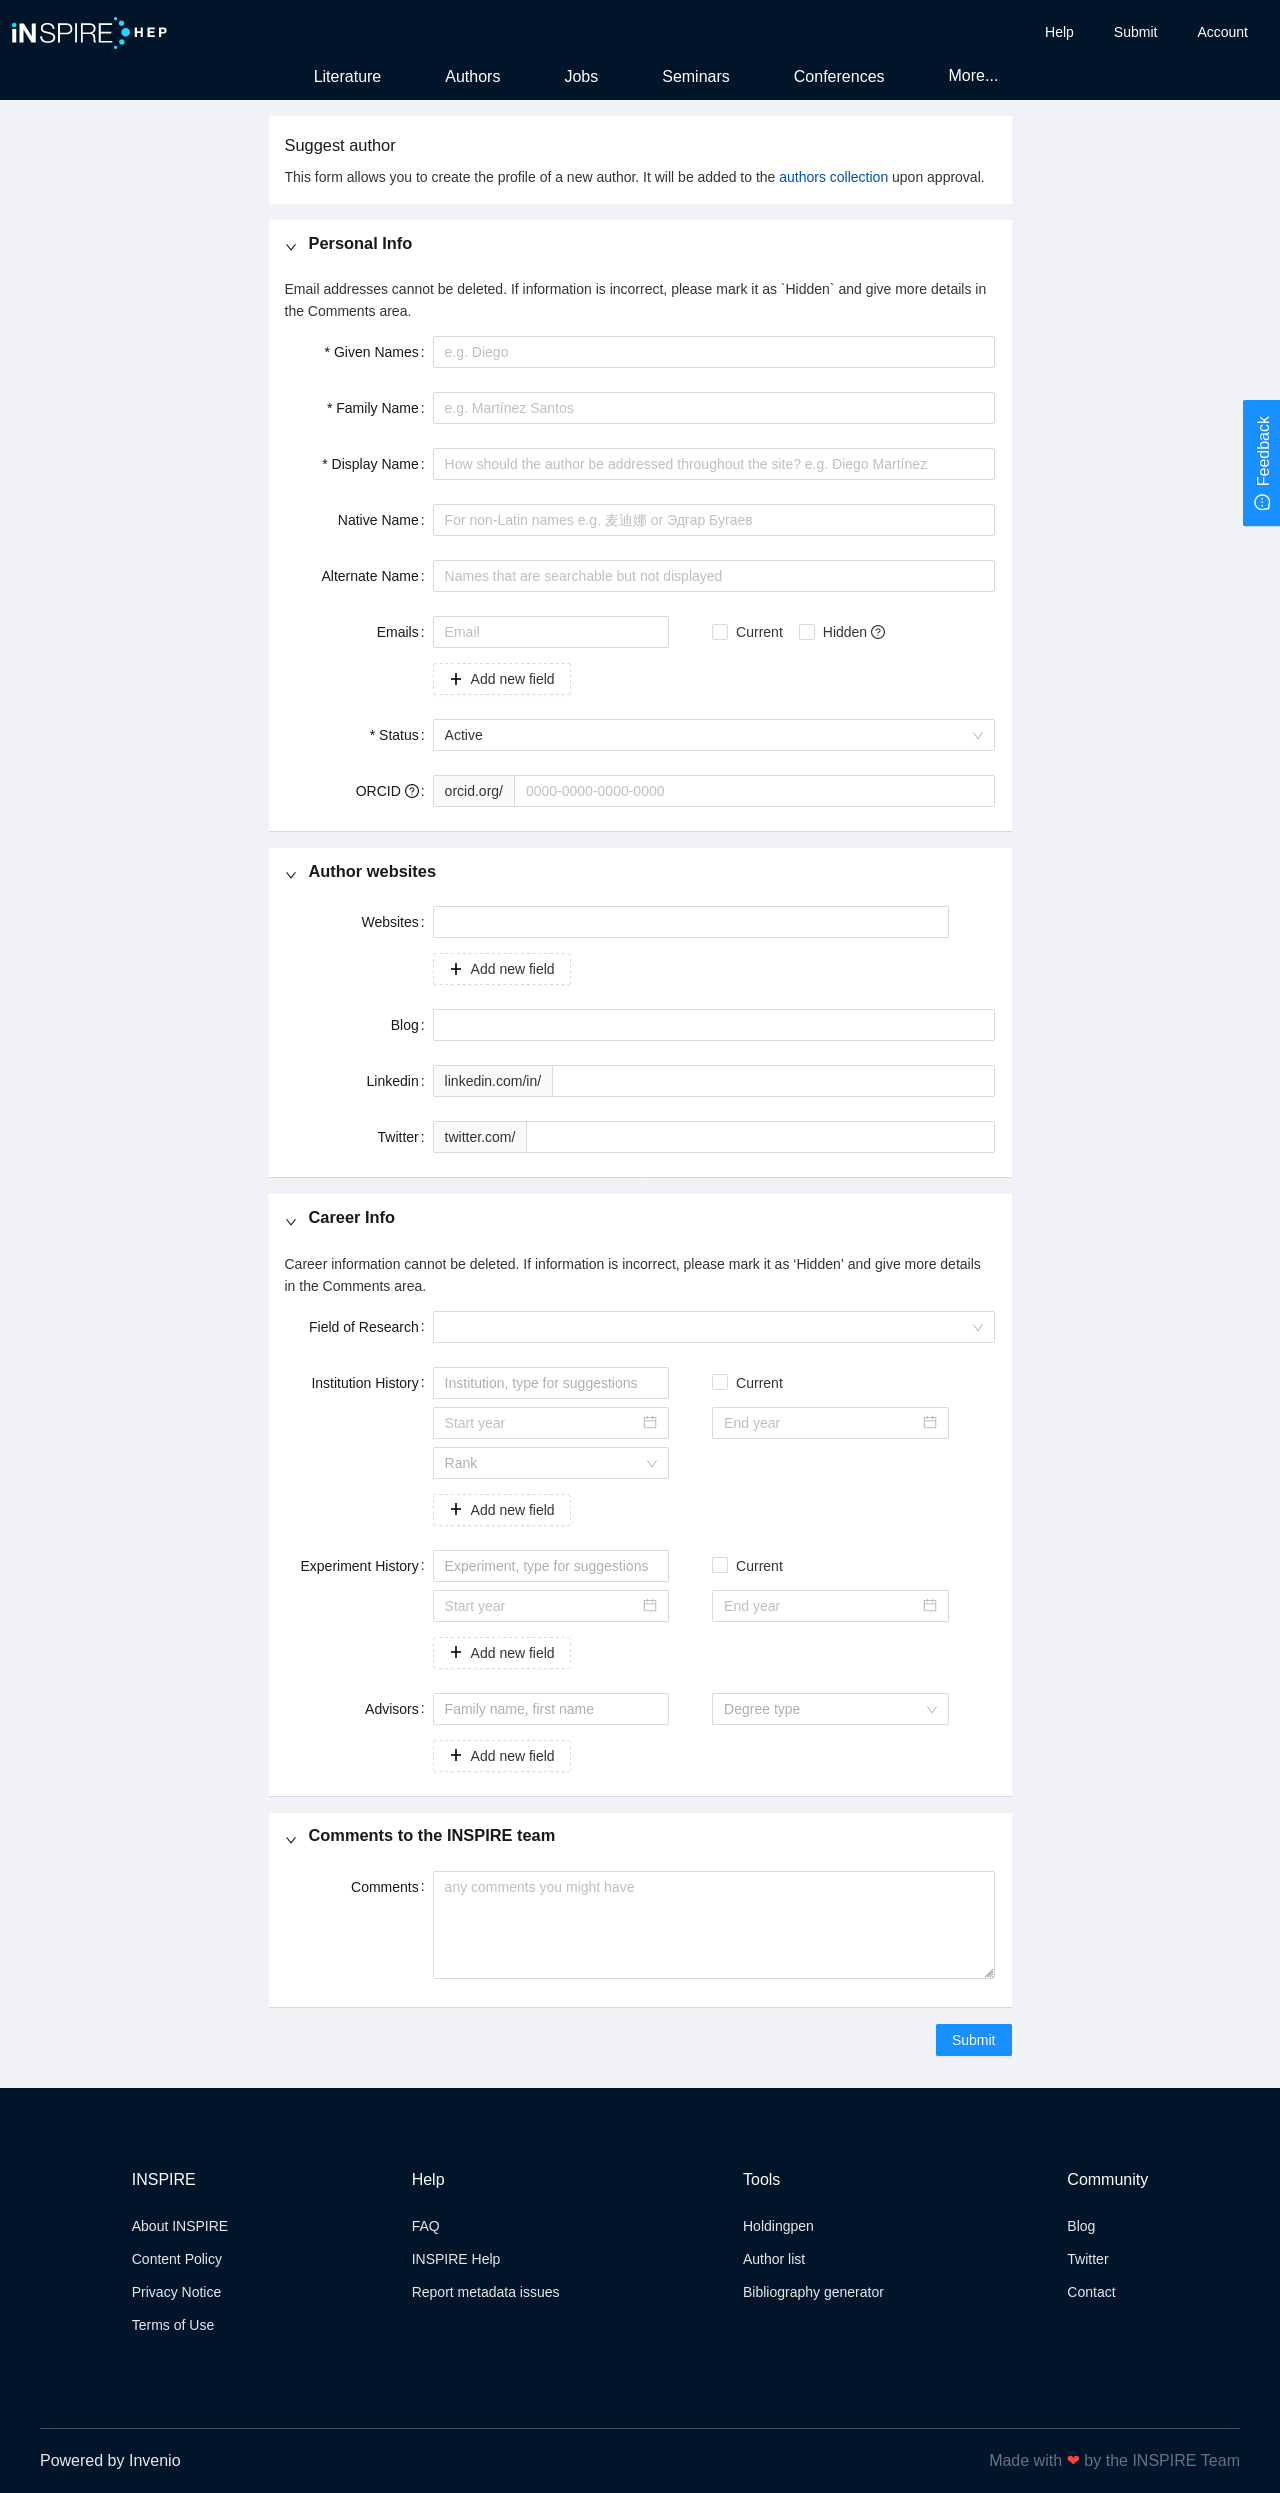 iNSPIRE HEP
Help Submit Account
Literature Authors Jobs Seminars Conferences More...
Suggest author
This form allows you to create the profile of a new author. It will be added to the authors collection upon approval.
Personal Info
Email addresses cannot be deleted. If information is incorrect, please mark it as `Hidden` and give more details in
the Comments area.
* Given Names: e.g. Diego
* Family Name: e.g. Martínez Santos
Feedback
* Display Name: How should the author be addressed throughout the site? e.g. Diego Martínez
Native Name: For non-Latin names e.g. 麦迪娜 or Эдгар Бугаев
Alternate Name: Names that are searchable but not displayed
Emails: Email Current Hidden
Add new field
* Status: Active
ORCID : orcid.org/ 0000-0000-0000-0000
Author websites
Websites:
Add new field
Blog:
Linkedin: linkedin.com/in/
Twitter: twitter.com/
Career Info
Career information cannot be deleted. If information is incorrect, please mark it as ‘Hidden’ and give more details
in the Comments area.
Field of Research:
Institution History: Institution, type for suggestions Current
Start year End year
Rank
Add new field
Experiment History: Experiment, type for suggestions Current
Start year End year
Add new field
Advisors: Family name, first name Degree type
Add new field
Comments to the INSPIRE team
Comments: any comments you might have
Submit
INSPIRE Help Tools Community
About INSPIRE FAQ Holdingpen Blog
Content Policy INSPIRE Help Author list Twitter
Privacy Notice Report metadata issues Bibliography generator Contact
Terms of Use
Powered by Invenio Made with ❤ by the INSPIRE Team